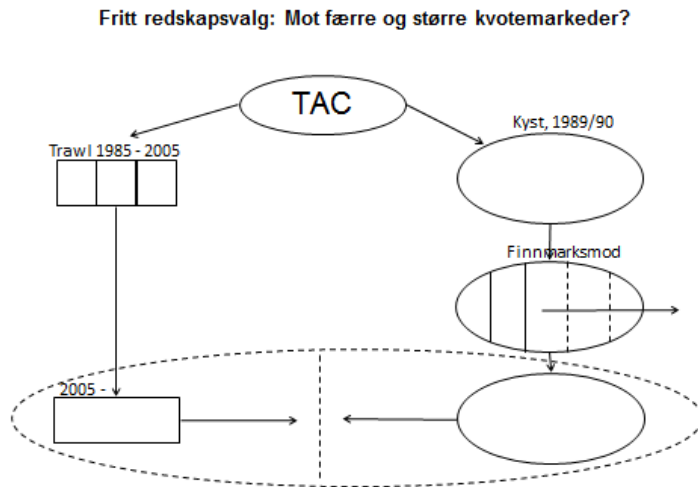 Fritt redskapsvalg: Mot færre og større kvotemarkeder?
TAC
Kyst, 1989/90
Trawl 1985 - 2005
Finnmarksmod
2005 -